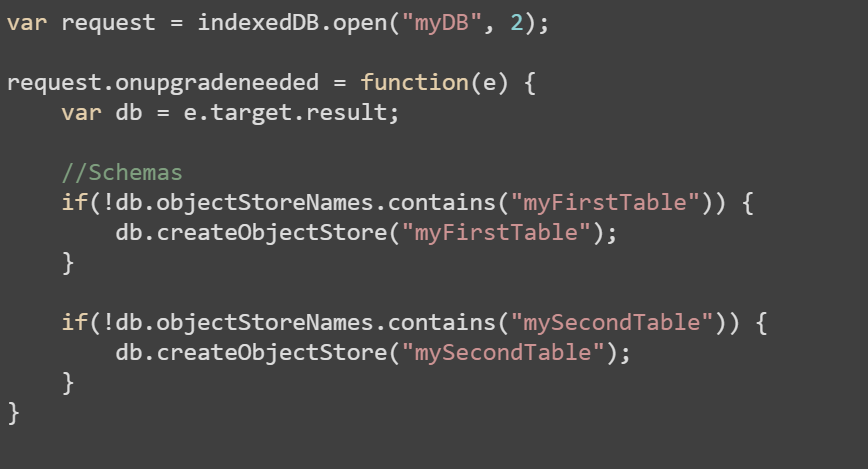 var request = indexedDB.open("myDB", 2);
request.onupgradeneeded = function(e) {
var db = e.target.result;
//Schemas
if(!db.objectStoreNames.contains("myFirstTable")) {
db.createObjectStore("myFirstTable");
}
if(!db.objectStoreNames.contains("mySecondTable")) {
db.createObjectStore("mySecondTable");
}
}